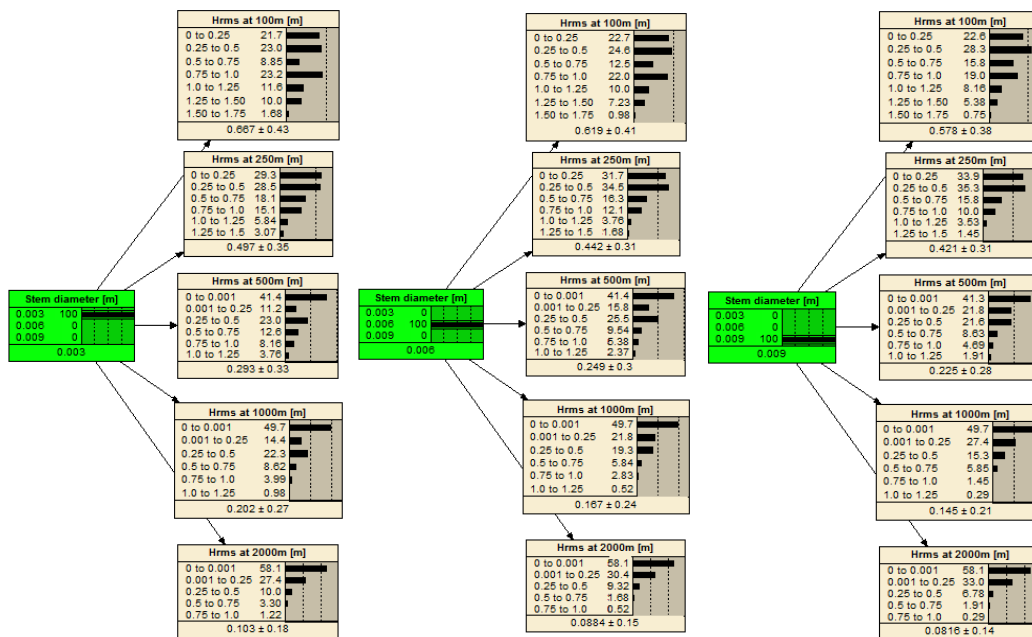 Hrms at 100m [m]
0 to 0.25 21.7
0.25 to 0.5 23.0
0.5 to 0.75 8.85
0.75 to 1.0 23.2
1.0 to 1.25 11.6
1.25 to 1.50 10.0
1.50 to 1.75 1.68
0.667 ± 0.43
Hrms at 250m [m]
0 to 0.25 29.3
0.25 to 0.5 28.5
0.5 to 0.75 18.1
0.75 to 1.0 15.1
1.0 to 1.25 5.84
1.25 to 1.5 3.07
0.497 ± 0.35
Stem diameter [m]
0.003 100
0.006 0
0.009 0
0.003
Hrms at 500m [m]
0 to 0.001 41.4
0.001 to 0.25 11.2
0.25 to 0.5 23.0
0.5 to 0.75 12.6
0.75 to 1.0 8.16
1.0 to 1.25 3.76
0.293 ± 0.33
Hrms at 1000m [m]
0 to 0.001 49.7
0.001 to 0.25 14.4
0.25 to 0.5 22.3
0.5 to 0.75 8.62
0.75 to 1.0 3.99
1.0 to 1.25 0.98
0.202 ± 0.27
Hrms at 2000m [m]
0 to 0.001 58.1
0.001 to 0.25 27.4
0.25 to 0.5 10.0
0.5 to 0.75 3.30
0.75 to 1.0 1.22
0.103 ± 0.18
Hrms at 100m [m]
0 to 0.25 22.7
0.25 to 0.5 24.6
0.5 to 0.75 12.5
0.75 to 1.0 22.0
1.0 to 1.25 10.0
1.25 to 1.50 7.23
1.50 to 1.75 0.98
0.619 ± 0.41
Hrms at 250m [m]
0 to 0.25 31.7
0.25 to 0.5 34.5
0.5 to 0.75 16.3
0.75 to 1.0 12.1
1.0 to 1.25 3.76
1.25 to 1.5 1.68
0.442 ± 0.31
Stem diameter [m]
0.003 0
0.006 100
0.009 0
0.006
Hrms at 500m [m]
0 to 0.001 41.4
0.001 to 0.25 15.8
0.25 to 0.5 25.5
0.5 to 0.75 9.54
0.75 to 1.0 5.38
1.0 to 1.25 2.37
0.249 ± 0.3
Hrms at 1000m [m]
0 to 0.001 49.7
0.001 to 0.25 21.8
0.25 to 0.5 19.3
0.5 to 0.75 5.84
0.75 to 1.0 2.83
1.0 to 1.25 0.52
0.167 ± 0.24
Hrms at 2000m [m]
0 to 0.001 58.1
0.001 to 0.25 30.4
0.25 to 0.5 9.32
0.5 to 0.75 1.68
0.75 to 1.0 0.52
0.0884 ± 0.15
Hrms at 100m [m]
0 to 0.25 22.6
0.25 to 0.5 28.3
0.5 to 0.75 15.8
0.75 to 1.0 19.0
1.0 to 1.25 8.16
1.25 to 1.50 5.38
1.50 to 1.75 0.75
0.578 ± 0.38
Hrms at 250m [m]
0 to 0.25 33.9
0.25 to 0.5 35.3
0.5 to 0.75 15.8
0.75 to 1.0 10.0
1.0 to 1.25 3.53
1.25 to 1.5 1.45
0.421 ± 0.31
Stem diameter [m]
0.003 0
0.006 0
0.009 100
0.009
Hrms at 500m [m]
0 to 0.001 41.3
0.001 to 0.25 21.8
0.25 to 0.5 21.6
0.5 to 0.75 8.63
0.75 to 1.0 4.69
1.0 to 1.25 1.91
0.225 ± 0.28
Hrms at 1000m [m]
0 to 0.001 49.7
0.001 to 0.25 27.4
0.25 to 0.5 15.3
0.5 to 0.75 5.85
0.75 to 1.0 1.45
1.0 to 1.25 0.29
0.145 ± 0.21
Hrms at 2000m [m]
0 to 0.001 58.1
0.001 to 0.25 33.0
0.25 to 0.5 6.78
0.5 to 0.75 1.91
0.75 to 1.0 0.29
0.0816 ± 0.14